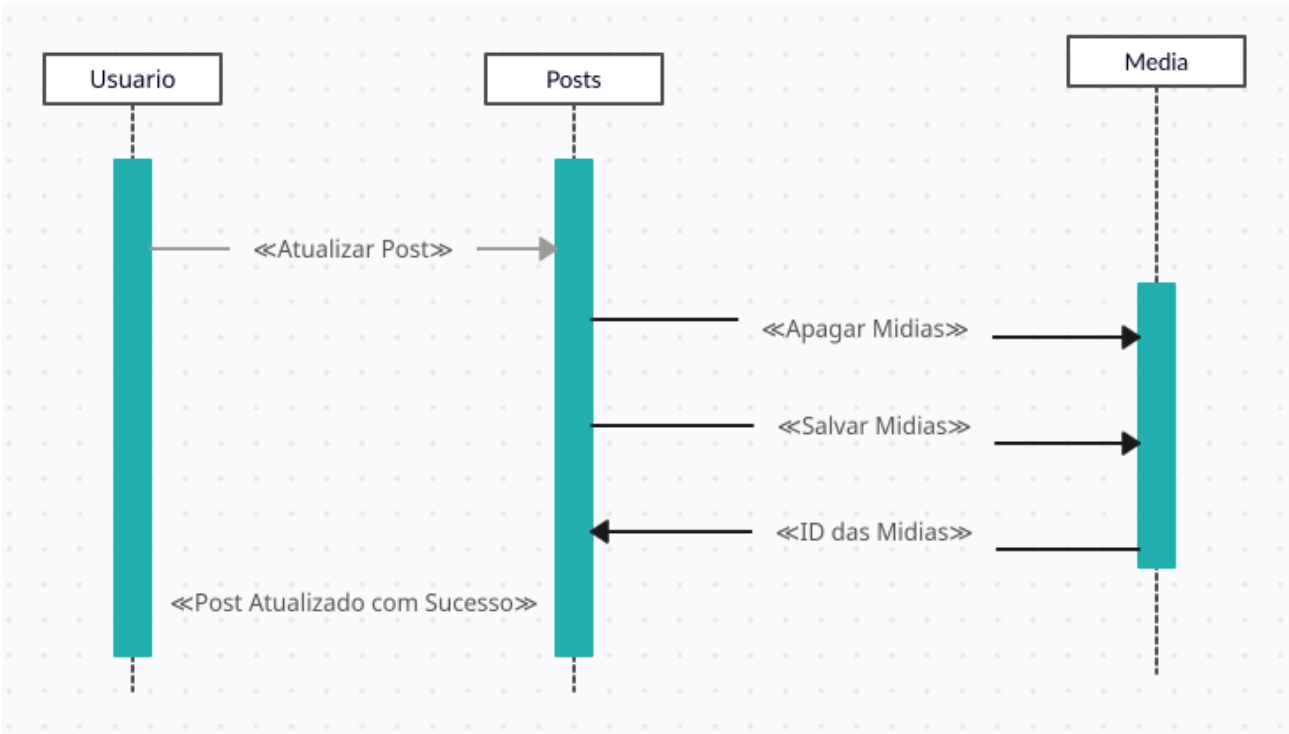 Usuario
Posts
Media
≪Atualizar Post≫
≪Apagar Midias≫
≪Salvar Midias≫
≪ID das Midias≫
≪Post Atualizado com Sucesso≫